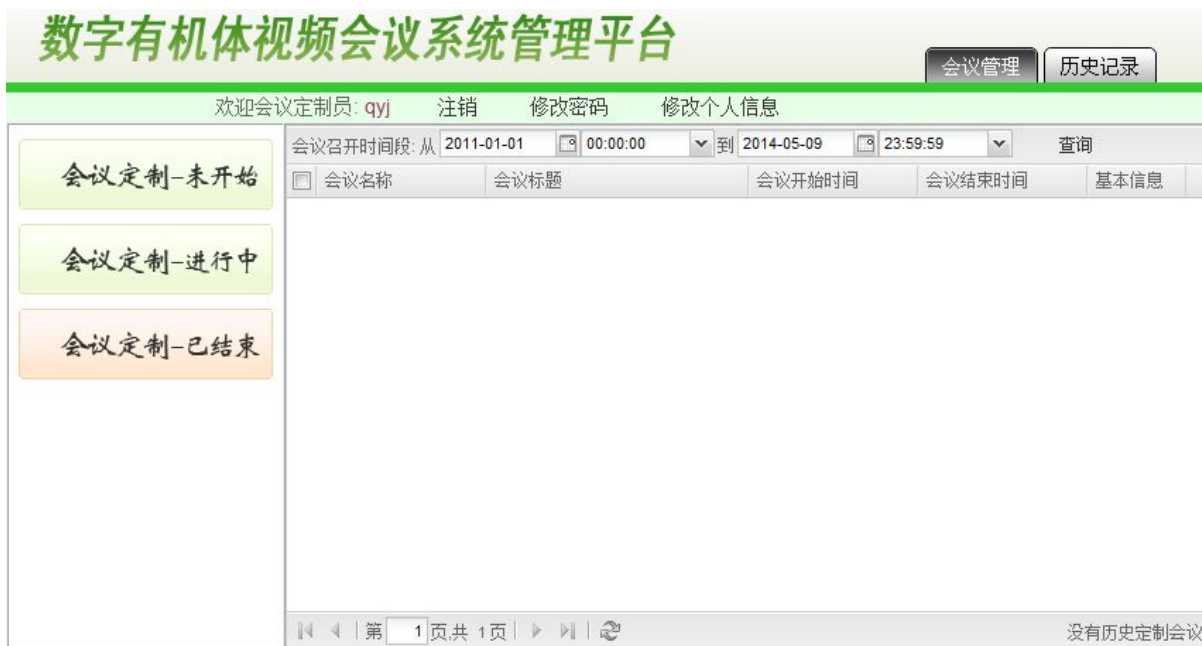 数字有机体视频会议系统管理平台
会议管理 历史记录
欢迎会议定制员: qyj 注销 修改密码 修改个人信息
会议定制-未开始
会议定制-进行中
会议定制-已结束
会议召开时间段: 从 2011-01-01 00:00:00 到 2014-05-09 23:59:59 查询
会议名称 会议标题 会议开始时间 会议结束时间 基本信息
第 1 页,共 1页
没有历史定制会议